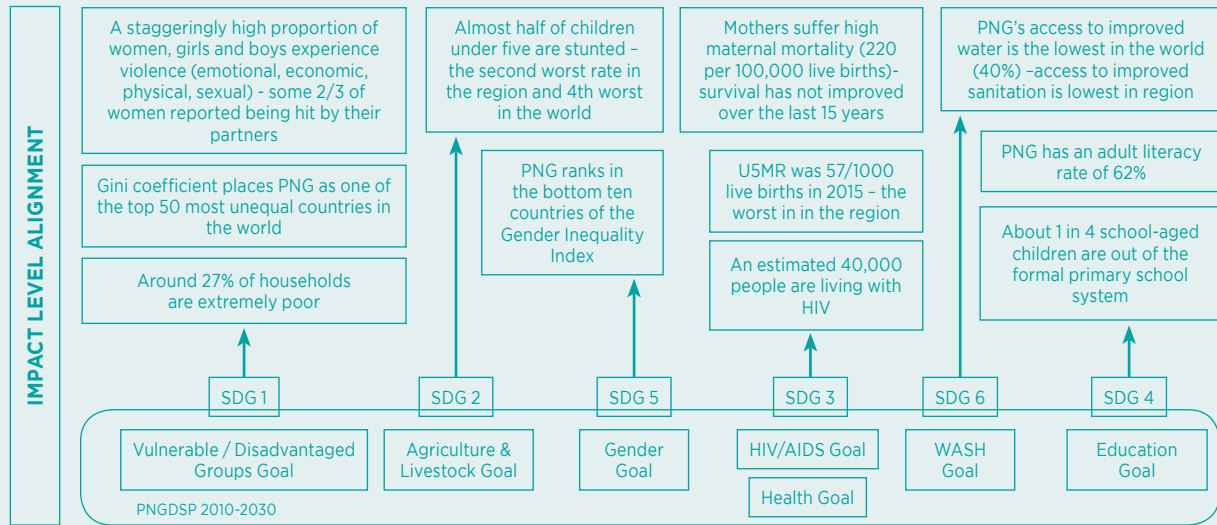 IMPACT LEVEL ALIGNMENT
A staggeringly high proportion of
women, girls and boys experience
violence (emotional, economic,
physical, sexual) - some 2/3 of
women reported being hit by their
partners
Gini coefficient places PNG as one of
the top 50 most unequal countries in
the world
Around 27% of households
are extremely poor
Almost half of children
under five are stunted –
the second worst rate in
the region and 4th worst
in the world
PNG ranks in
the bottom ten
countries of the
Gender Inequality
Index
Mothers suffer high
maternal mortality (220
per 100,000 live births)-
survival has not improved
over the last 15 years
U5MR was 57/1000
live births in 2015 – the
worst in in the region
An estimated 40,000
people are living with
HIV
PNG's access to improved
water is the lowest in the world
(40%) –access to improved
sanitation is lowest in region
PNG has an adult literacy
rate of 62%
About 1 in 4 school-aged
children are out of the
formal primary school
system
SDG 1
SDG 2
SDG 5
SDG 3
SDG 6
SDG 4
Vulnerable / Disadvantaged
Groups Goal
Agriculture &
Livestock Goal
Gender
Goal
HIV/AIDS Goal
Health Goal
WASH
Goal
Education
Goal
PNGDSP 2010-2030